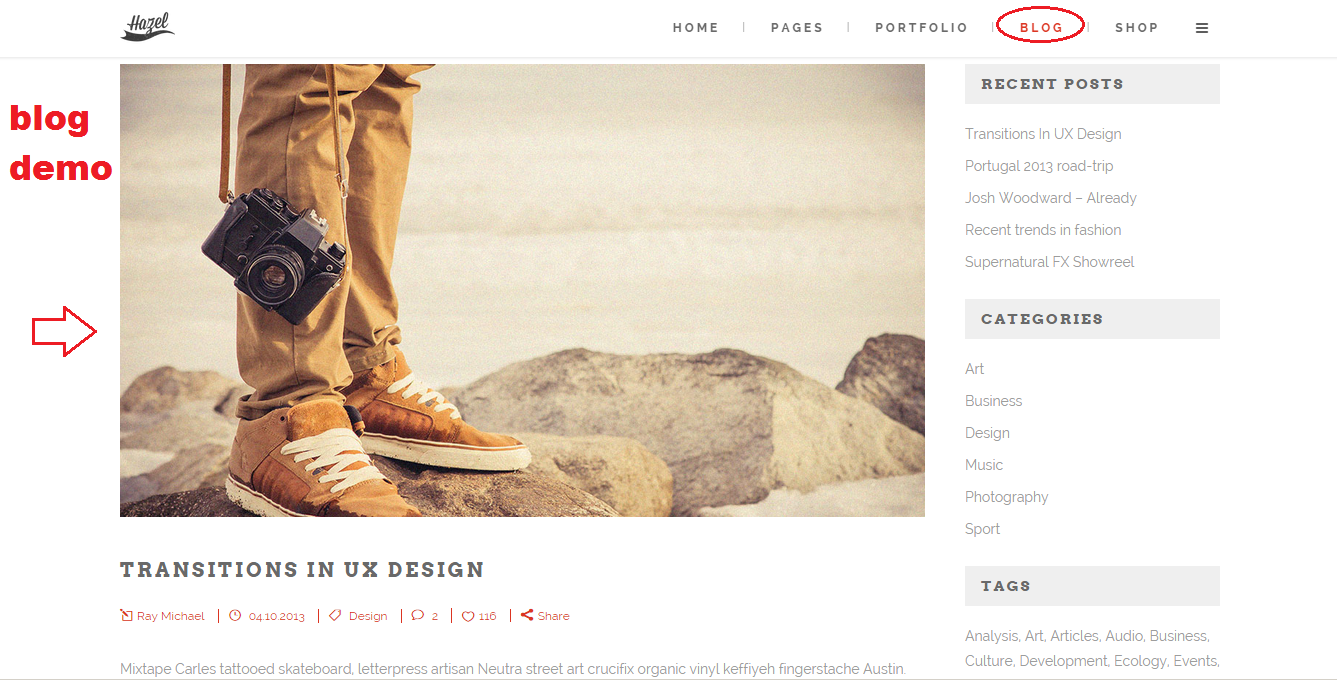 Hazel
HOME | PAGES | PORTFOLIO | BLOG | SHOP
blog
demo
TRANSITIONS IN UX DESIGN
Ray Michael | 04.10.2013 | Design | 2 | 116 | Share
Mixtape Carles tattooed skateboard, letterpress artisan Neutra street art crucifix organic vinyl keffiyeh fingerstache Austin.
RECENT POSTS
Transitions In UX Design
Portugal 2013 road-trip
Josh Woodward – Already
Recent trends in fashion
Supernatural FX Showreel
CATEGORIES
Art
Business
Design
Music
Photography
Sport
TAGS
Analysis, Art, Articles, Audio, Business,
Culture, Development, Ecology, Events,